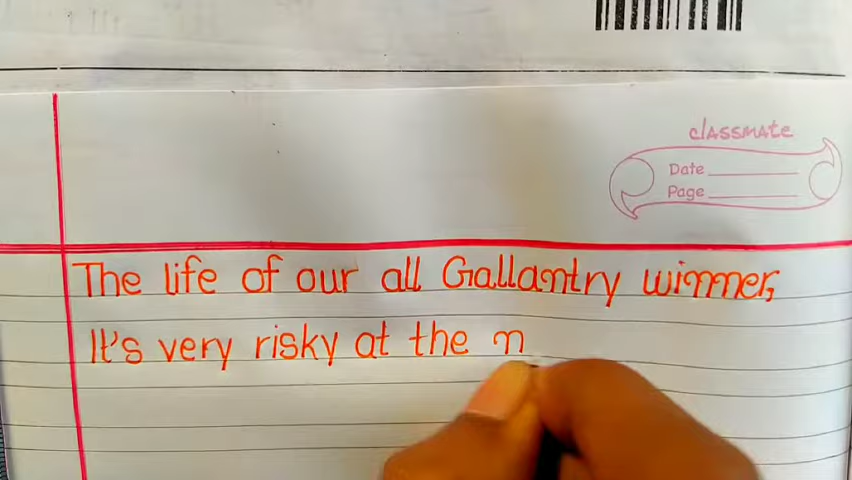 classmate
Date
Page
The life of our all Gallantry winner,
It's very risky at the m